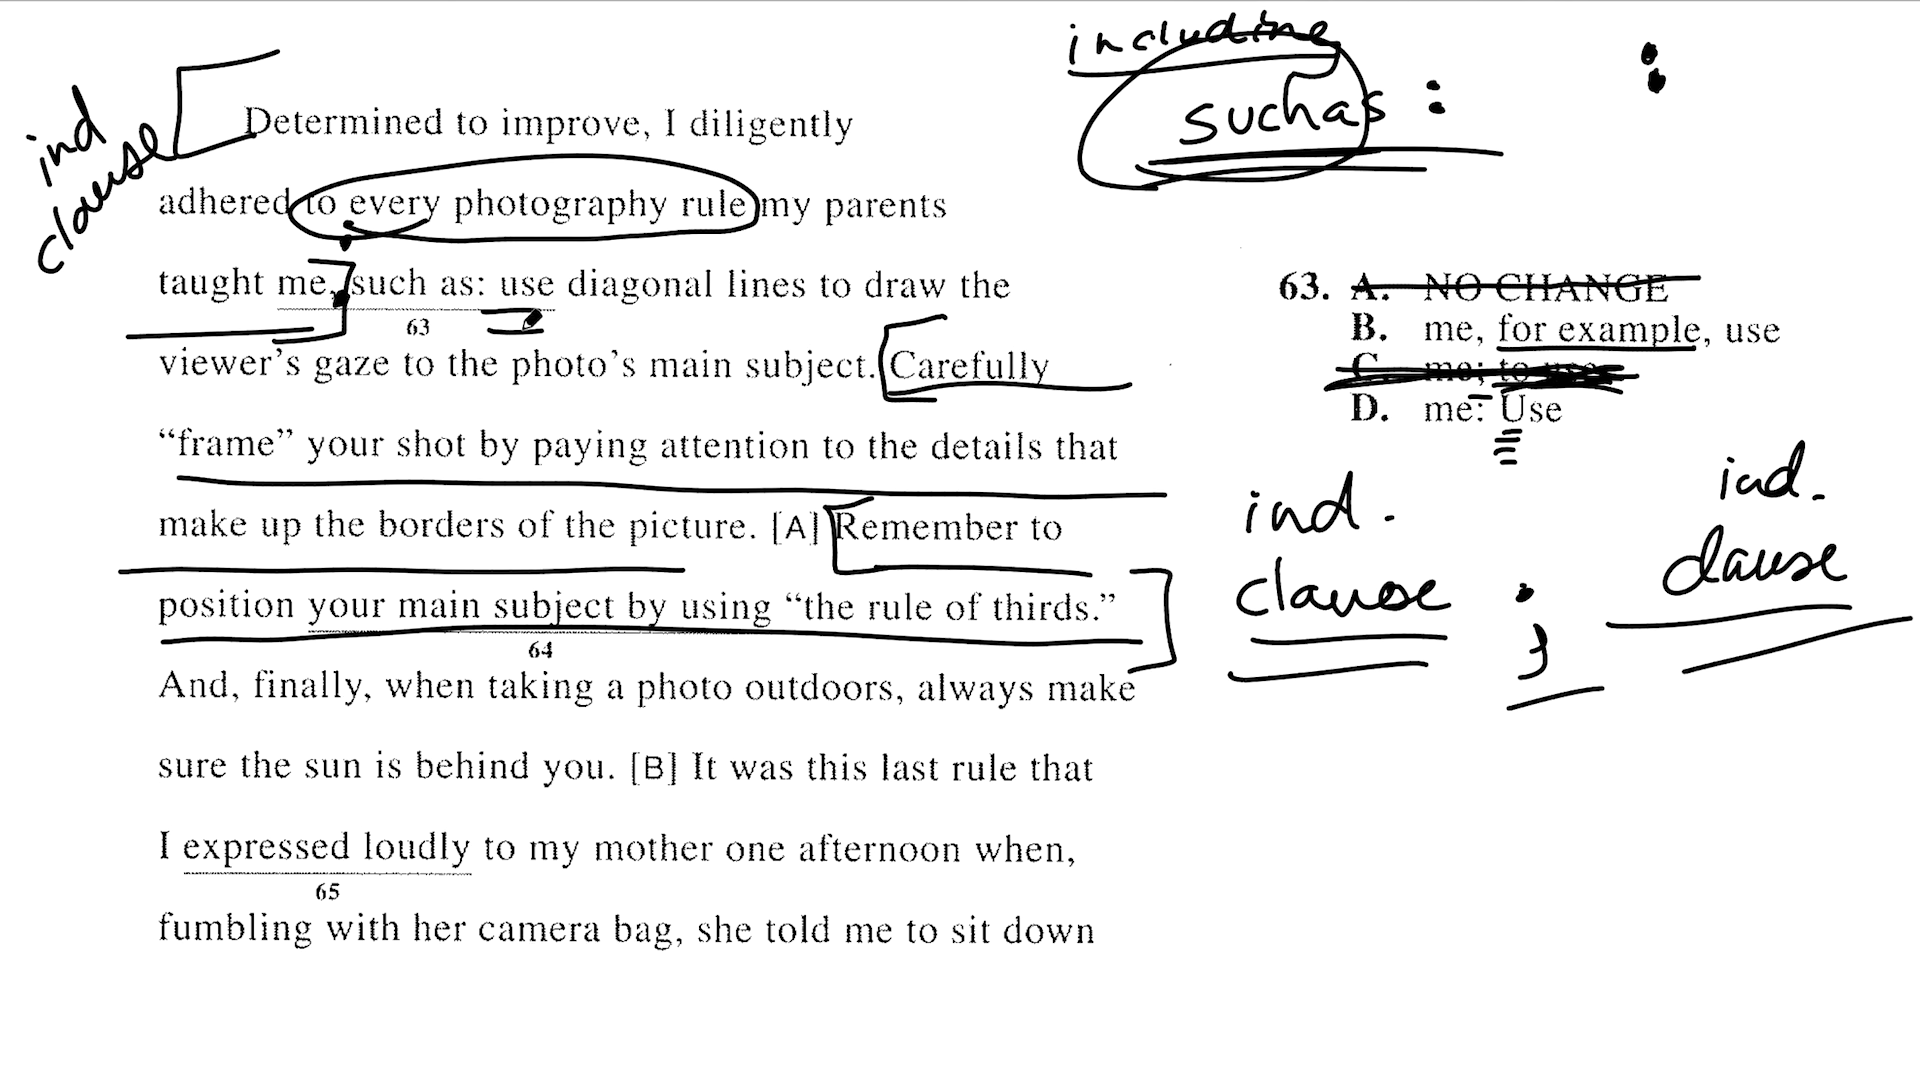 including
such as :
:
ind
clause
Determined to improve, I diligently
adhered to every photography rule my parents
taught me, such as: use diagonal lines to draw the
63
viewer's gaze to the photo's main subject. Carefully
“frame” your shot by paying attention to the details that
make up the borders of the picture. [A] Remember to
position your main subject by using “the rule of thirds.”
64
And, finally, when taking a photo outdoors, always make
sure the sun is behind you. [B] It was this last rule that
I expressed loudly to my mother one afternoon when,
65
fumbling with her camera bag, she told me to sit down
63. A. NO CHANGE
B. me, for example, use
C. me; to use
D. me: Use
ind.
clause
;
ind.
clause